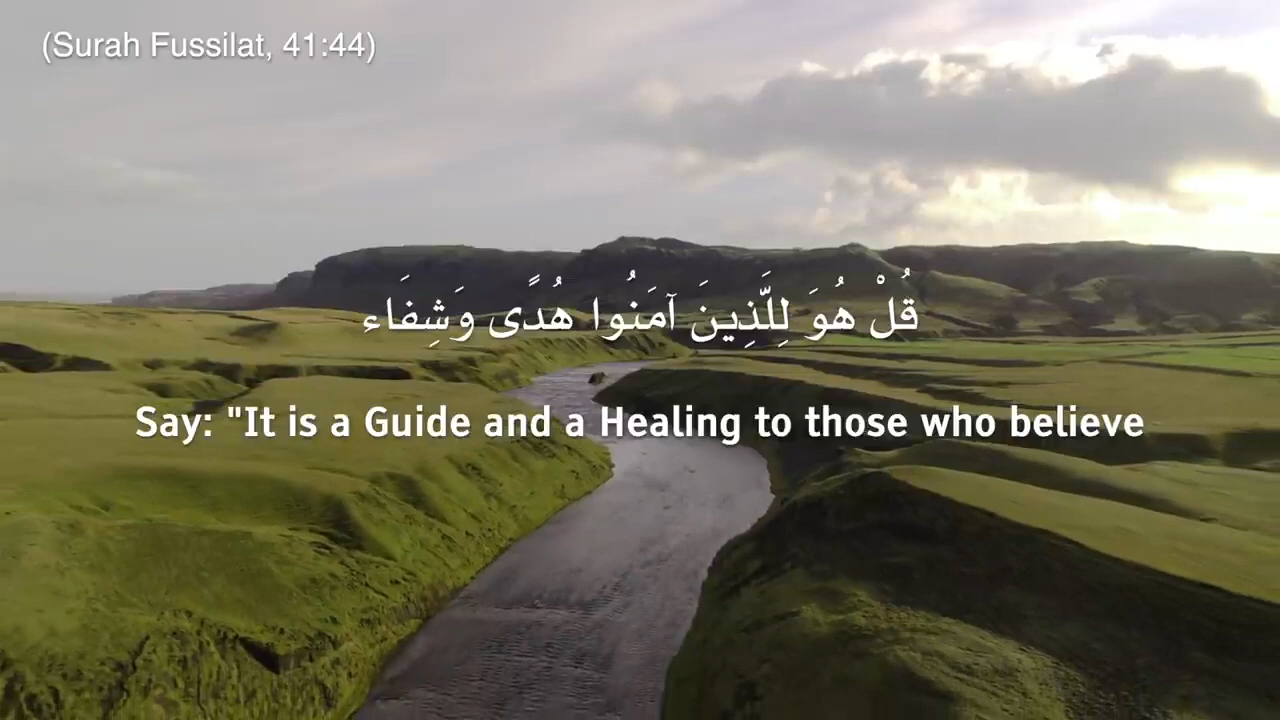 (Surah Fussilat, 41:44)
قُلْ هُوَ لِلَّذِينَ آمَنُوا هُدًى وَشِفَاء
Say: "It is a Guide and a Healing to those who believe